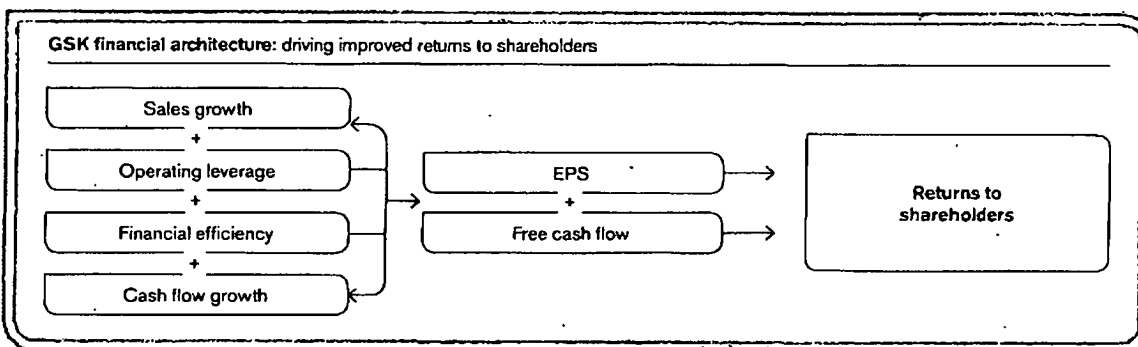 GSK financial architecture: driving improved returns to shareholders
Sales growth
+
Operating leverage
+
Financial efficiency
+
Cash flow growth
EPS
+
Free cash flow
Returns to
shareholders